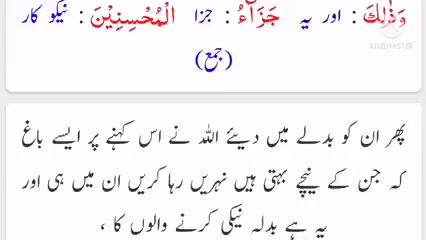 وَذٰلِكَ : اور یہ جَزَآءُ : جزا الْمُحْسِنِیْنَ : نیکو کار
(جمع)
KINEMASTER
پھر ان کو بدلے میں دیئے اللہ نے اس کہنے پر ایسے باغ
کہ جن کے نیچے بہتی ہیں نہریں رہا کریں ان میں ہی اور
یہ ہے بدلہ نیکی کرنے والوں کا ،